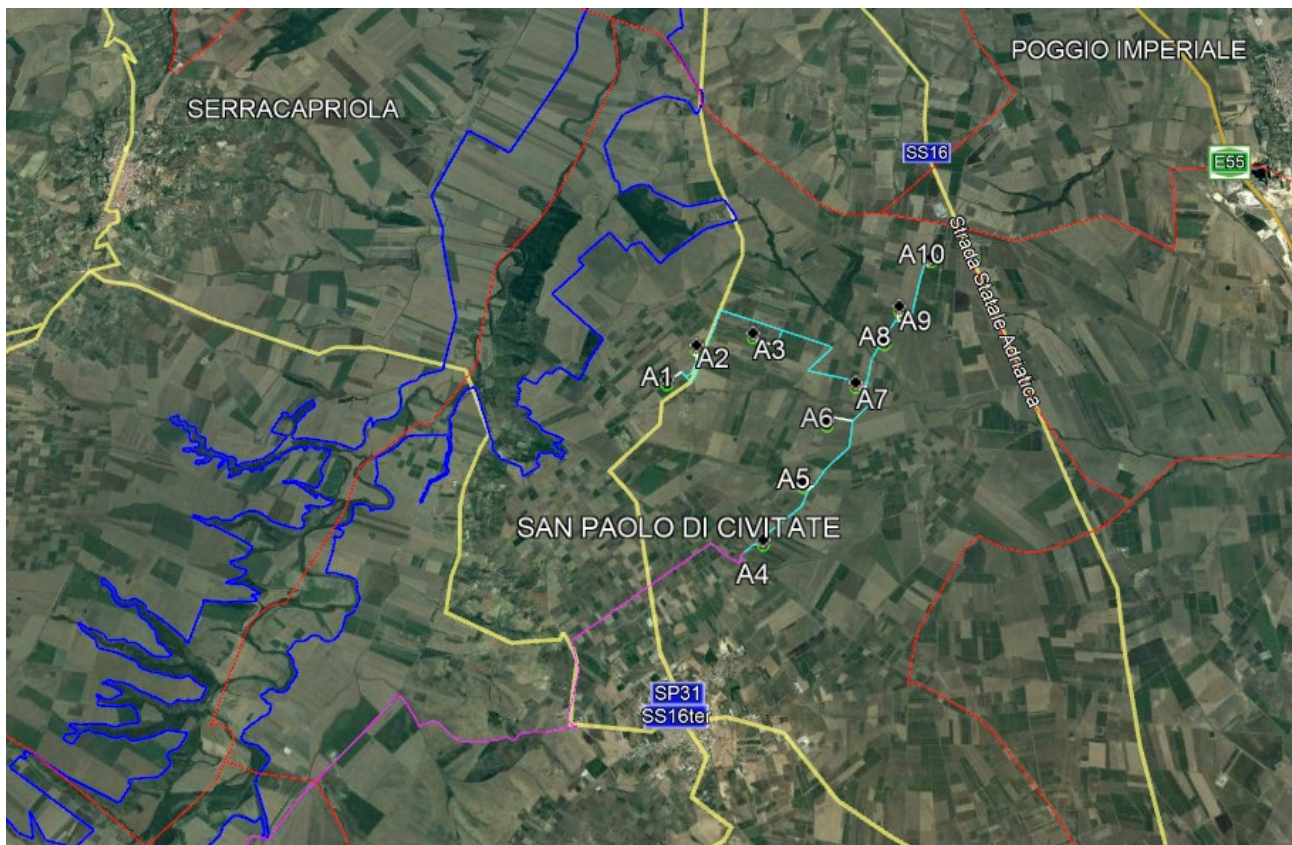 POGGIO IMPERIALE
SERRACAPRIOLA
SS16
E55
Strada Statale Adriatica
A10
A9
A8
A3
A2
A1
A7
A6
A5
SAN PAOLO DI CIVITATE
A4
SP31
SS16ter